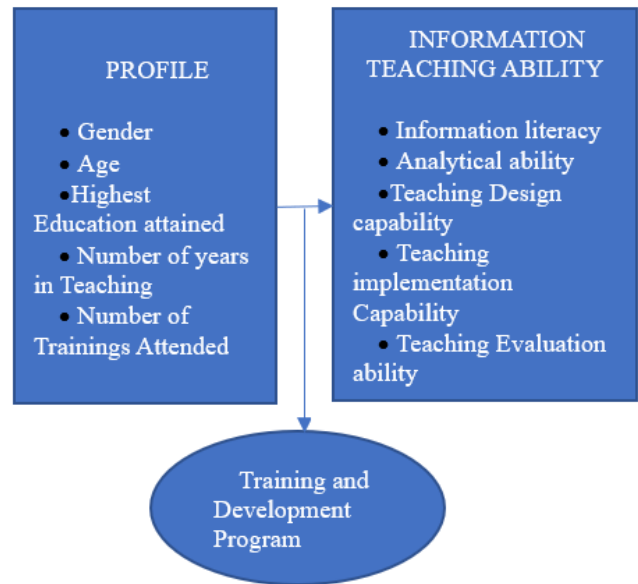 PROFILE
• Gender
• Age
•Highest
Education attained
• Number of years
in Teaching
• Number of
Trainings Attended
INFORMATION
TEACHING ABILITY
• Information literacy
• Analytical ability
•Teaching Design
capability
• Teaching
implementation
Capability
• Teaching Evaluation
ability
Training and
Development
Program